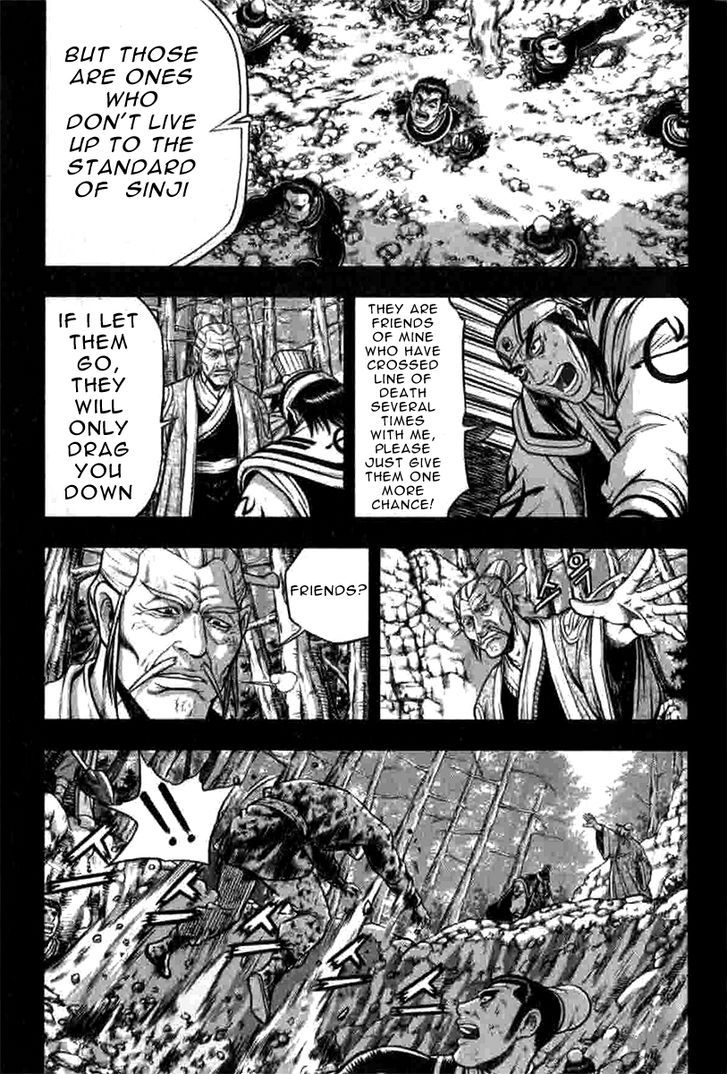 BUT THOSE
ARE ONES
WHO
DON'T LIVE
UP TO THE
STANDARD
OF SINJI
IF I LET
THEM
GO,
THEY
WILL
ONLY
DRAG
YOU
DOWN
THEY ARE
FRIENDS
OF MINE
WHO HAVE
CROSSED
LINE OF
DEATH
SEVERAL
TIMES
WITH ME,
PLEASE
JUST GIVE
THEM ONE
MORE
CHANCE!
FRIENDS?
스윽
!!